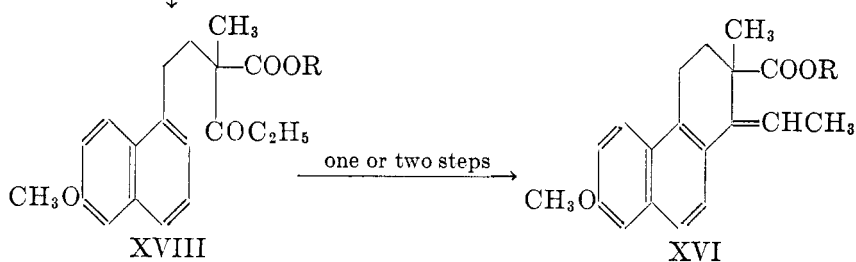 CH₃
COOR
COC₂H₅
CH₃O
XVIII
one or two steps
CH₃
COOR
CHCH₃
CH₃O
XVI